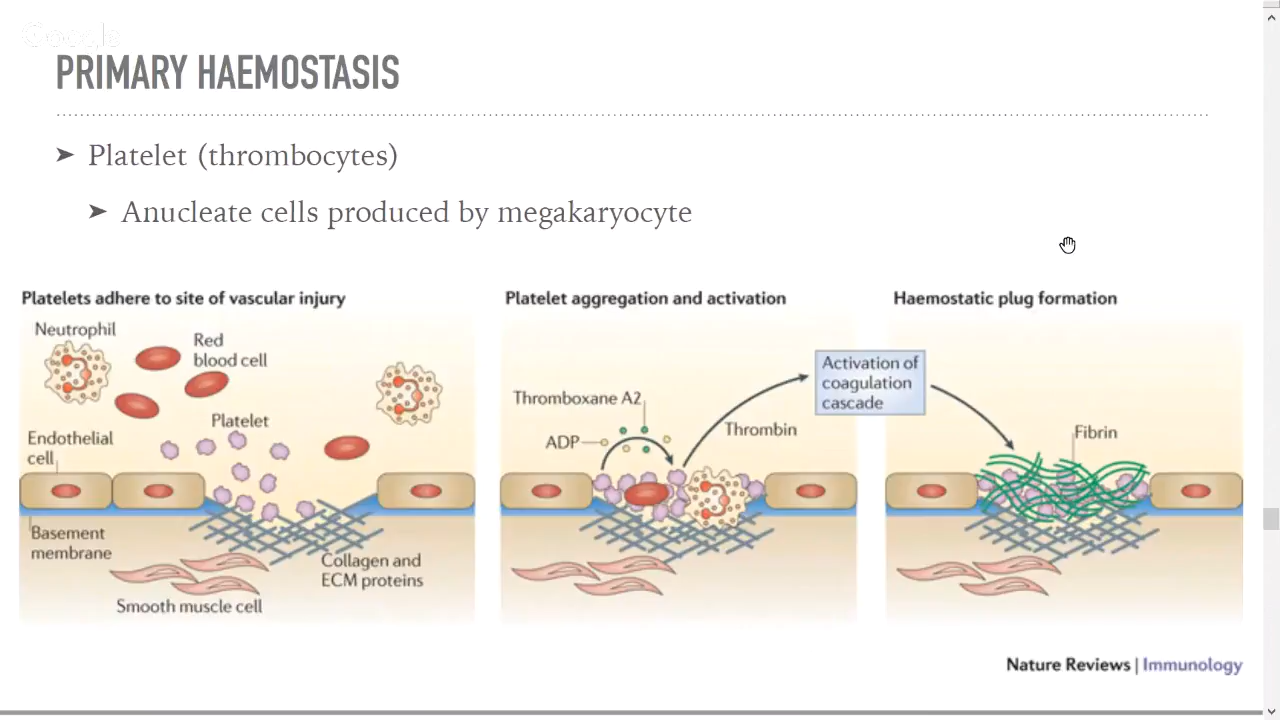 PRIMARY HAEMOSTASIS
➤ Platelet (thrombocytes)
➤ Anucleate cells produced by megakaryocyte
Platelets adhere to site of vascular injury
Neutrophil
Red
blood cell
Platelet
Endothelial
cell
Basement
membrane
Collagen and
ECM proteins
Smooth muscle cell
Platelet aggregation and activation
Thromboxane A2
ADP
Thrombin
Activation of
coagulation
cascade
Haemostatic plug formation
Fibrin
Nature Reviews | Immunology